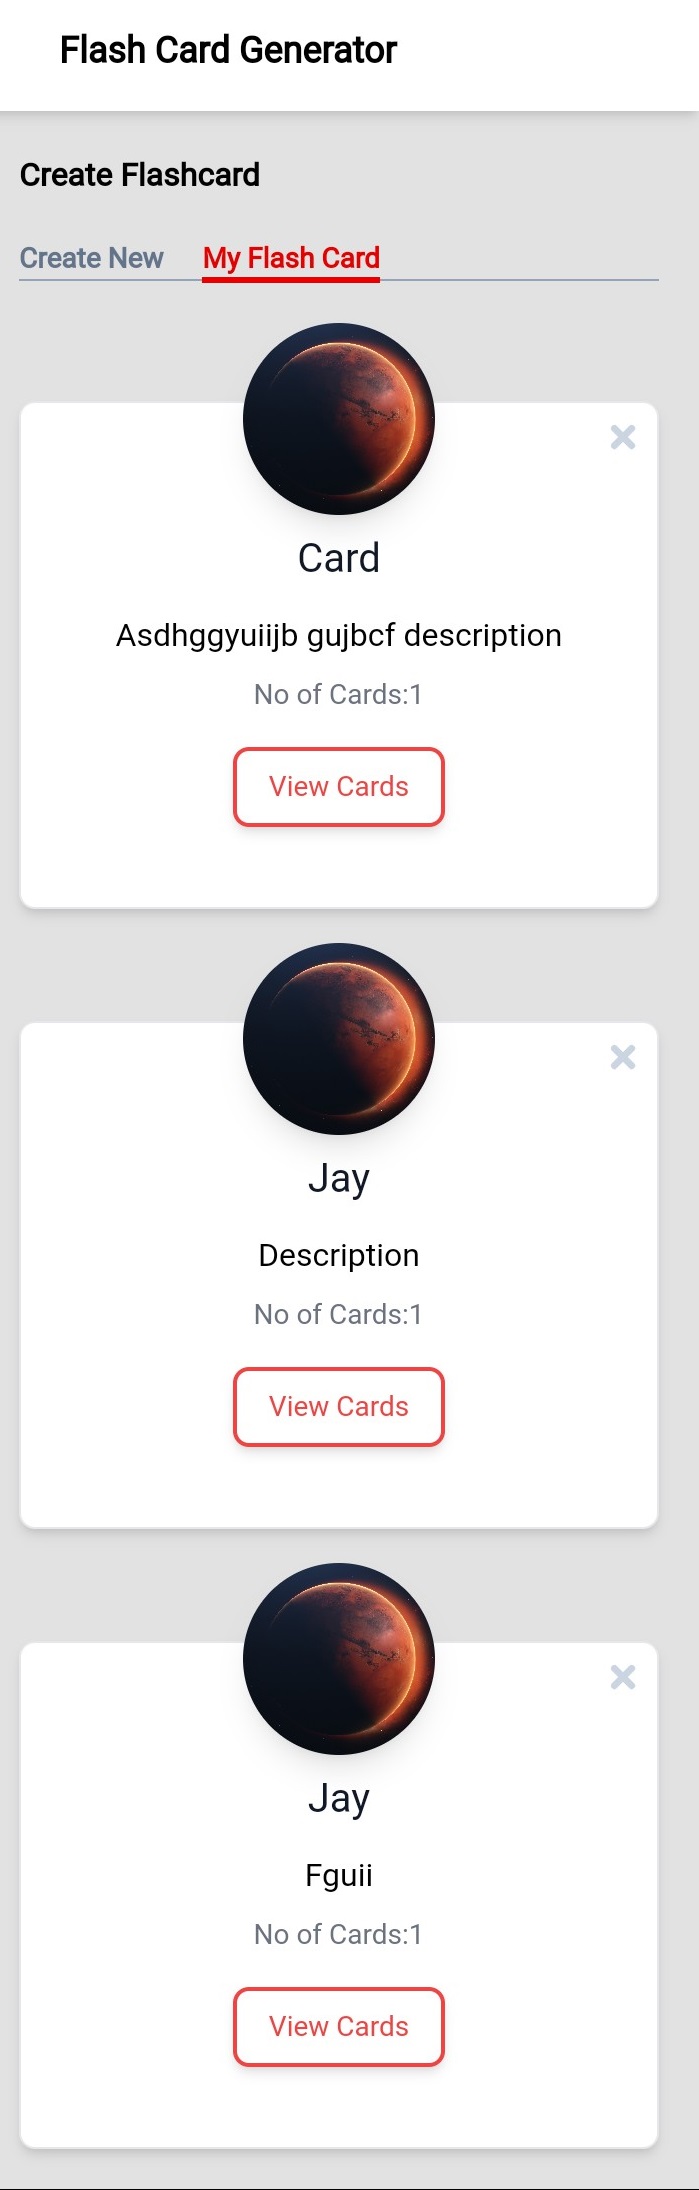 Flash Card Generator
Create Flashcard
Create New My Flash Card
Card
Asdhggyuiijb gujbcf description
No of Cards:1
View Cards
Jay
Description
No of Cards:1
View Cards
Jay
Fguii
No of Cards:1
View Cards